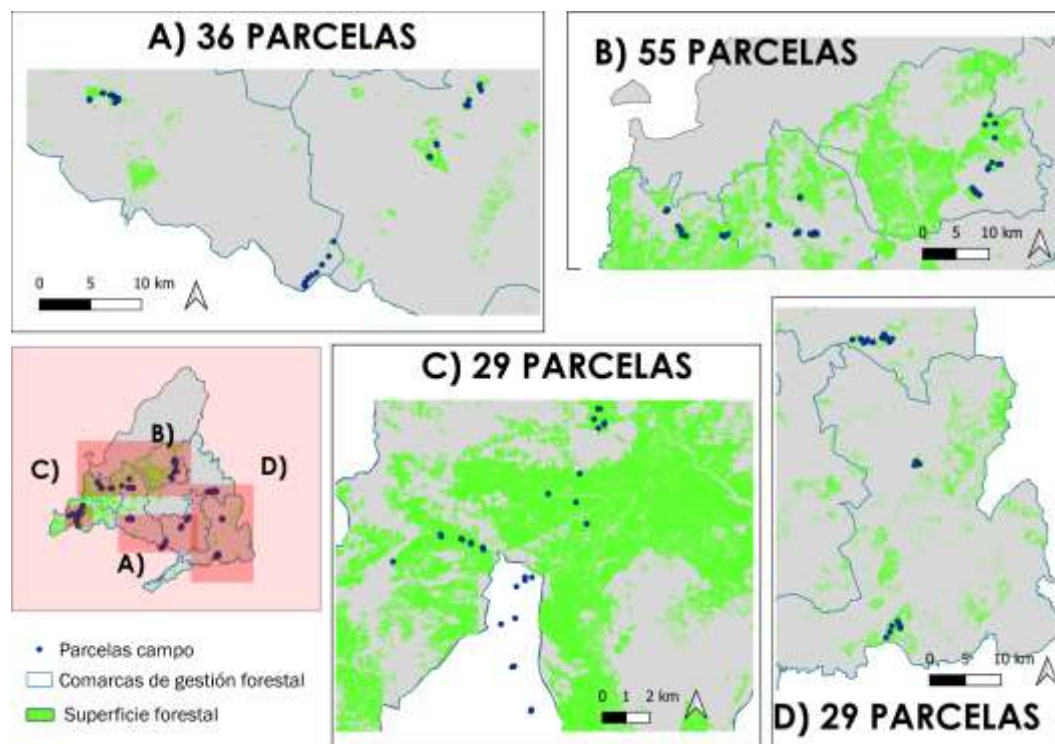 A) 36 PARCELAS
0 5 10 km
B) 55 PARCELAS
0 5 10 km
C) B) D)
A)
Parcelas campo
Comarcas de gestión forestal
Superficie forestal
C) 29 PARCELAS
0 1 2 km
0 5 10 km
D) 29 PARCELAS